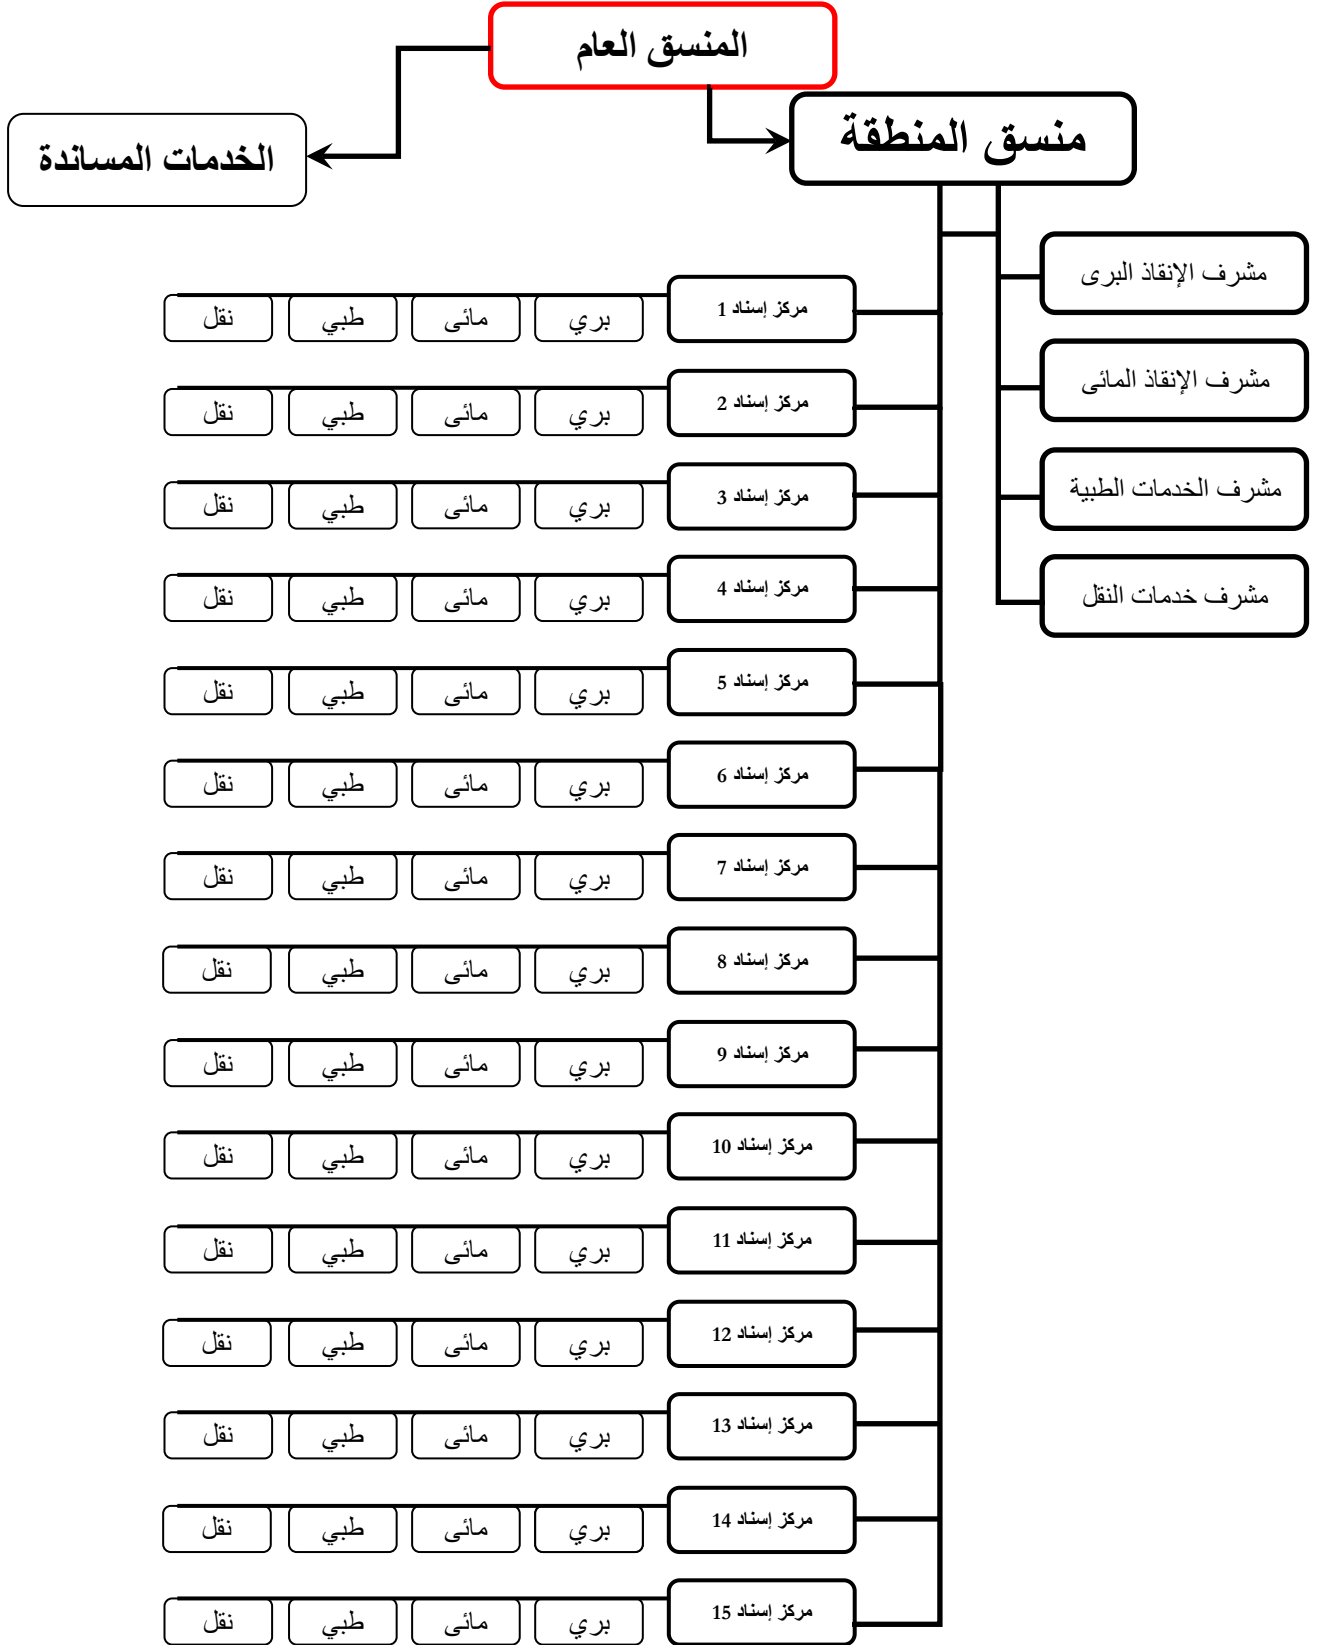 المنسق العام
منسق المنطقة
الخدمات المساندة
مشرف الإنقاذ البرى
مشرف الإنقاذ المائى
مشرف الخدمات الطبية
مشرف خدمات النقل
مركز إسناد 1
بري
مائى
طبي
نقل
مركز إسناد 2
بري
مائى
طبي
نقل
مركز إسناد 3
بري
مائى
طبي
نقل
مركز إسناد 4
بري
مائى
طبي
نقل
مركز إسناد 5
بري
مائى
طبي
نقل
مركز إسناد 6
بري
مائى
طبي
نقل
مركز إسناد 7
بري
مائى
طبي
نقل
مركز إسناد 8
بري
مائى
طبي
نقل
مركز إسناد 9
بري
مائى
طبي
نقل
مركز إسناد 10
بري
مائى
طبي
نقل
مركز إسناد 11
بري
مائى
طبي
نقل
مركز إسناد 12
بري
مائى
طبي
نقل
مركز إسناد 13
بري
مائى
طبي
نقل
مركز إسناد 14
بري
مائى
طبي
نقل
مركز إسناد 15
بري
مائى
طبي
نقل